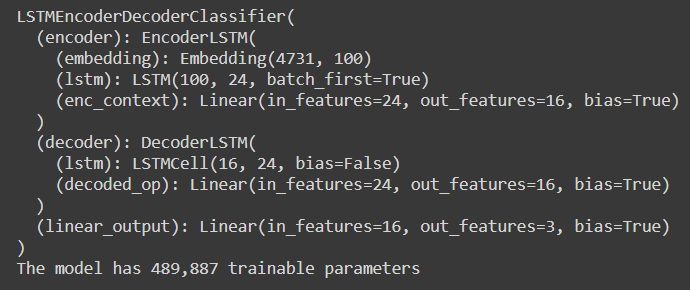 LSTMEncoderDecoderClassifier(
  (encoder): EncoderLSTM(
    (embedding): Embedding(4731, 100)
    (lstm): LSTM(100, 24, batch_first=True)
    (enc_context): Linear(in_features=24, out_features=16, bias=True)
  )
  (decoder): DecoderLSTM(
    (lstm): LSTMCell(16, 24, bias=False)
    (decoded_op): Linear(in_features=24, out_features=16, bias=True)
  )
  (linear_output): Linear(in_features=16, out_features=3, bias=True)
)
The model has 489,887 trainable parameters